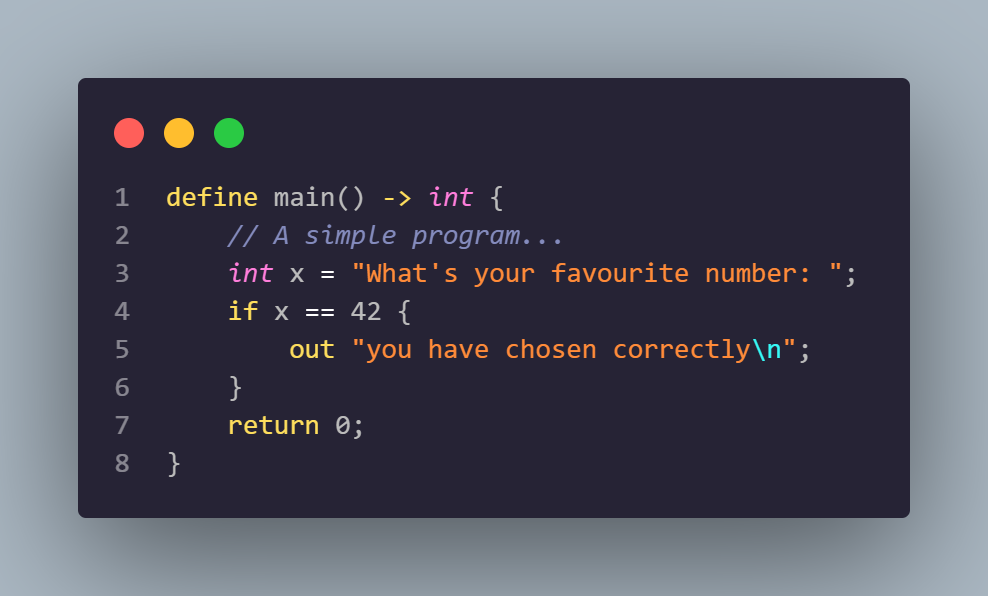 1 define main() -> int {
2     // A simple program...
3     int x = "What's your favourite number: ";
4     if x == 42 {
5         out "you have chosen correctly\n";
6     }
7     return 0;
8 }